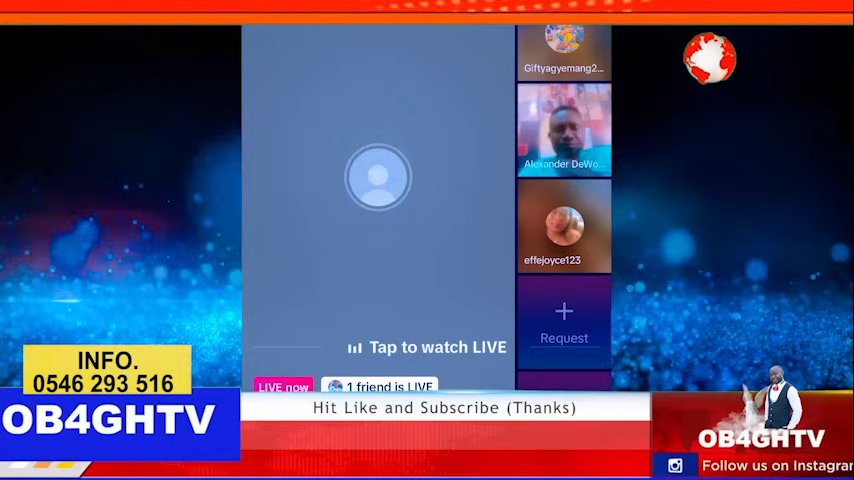 Giftyagyemang2...
Alexander DeWo...
effejoyce123
+
Request
Tap to watch LIVE
LIVE now
1 friend is LIVE
INFO.
0546 293 516
OB4GHTV
Hit Like and Subscribe (Thanks)
OB4GHTV
Follow us on Instagram